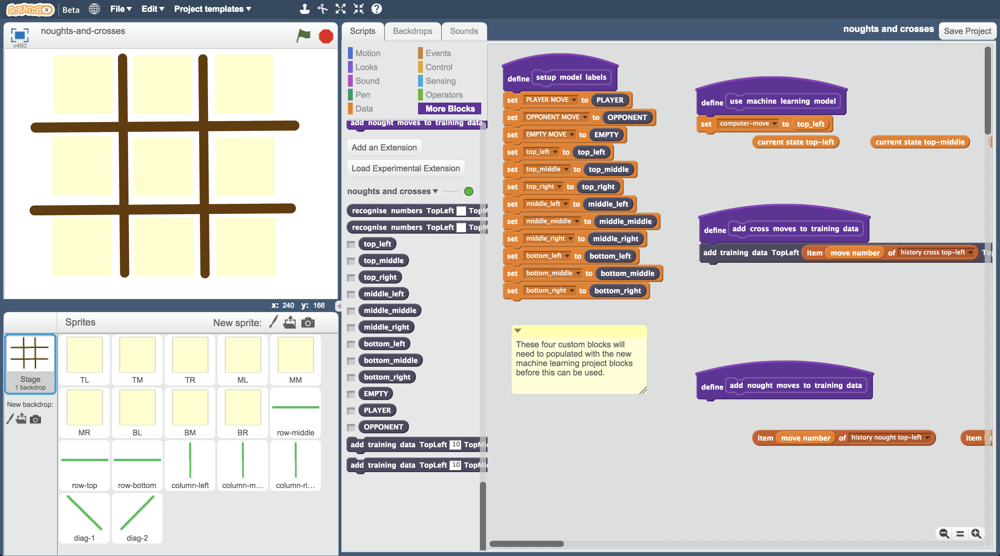 SCRATCHX Beta File Edit Project templates
noughts-and-crosses
v460
x: 240 y: 166
Sprites New sprite:
Stage
1 backdrop
New backdrop:
TL TM TR ML MM
MR BL BM BR row-middle
row-top row-bottom column-left column-m... column-ri...
diag-1 diag-2
Scripts Backdrops Sounds
noughts and crosses Save Project
Motion Events
Looks Control
Sound Sensing
Pen Operators
Data More Blocks
add nought moves to training data
Add an Extension
Load Experimental Extension
noughts and crosses
recognise numbers TopLeft
recognise numbers TopLeft
top_left
top_middle
top_right
middle_left
middle_middle
middle_right
bottom_left
bottom_middle
bottom_right
EMPTY
PLAYER
OPPONENT
add training data TopLeft 10
add training data TopLeft 10
define setup model labels
set PLAYER MOVE to PLAYER
set OPPONENT MOVE to OPPONENT
set EMPTY MOVE to EMPTY
set top_left to top_left
set top_middle to top_middle
set top_right to top_right
set middle_left to middle_left
set middle_middle to middle_middle
set middle_right to middle_right
set bottom_left to bottom_left
set bottom_middle to bottom_middle
set bottom_right to bottom_right
These four custom blocks will
need to populated with the new
machine learning project blocks
before this can be used.
define use machine learning model
set computer-move to top_left
current state top-left current state top-middle
define add cross moves to training data
add training data TopLeft item move number of history cross top-left
define add nought moves to training data
item move number of history nought top-left item